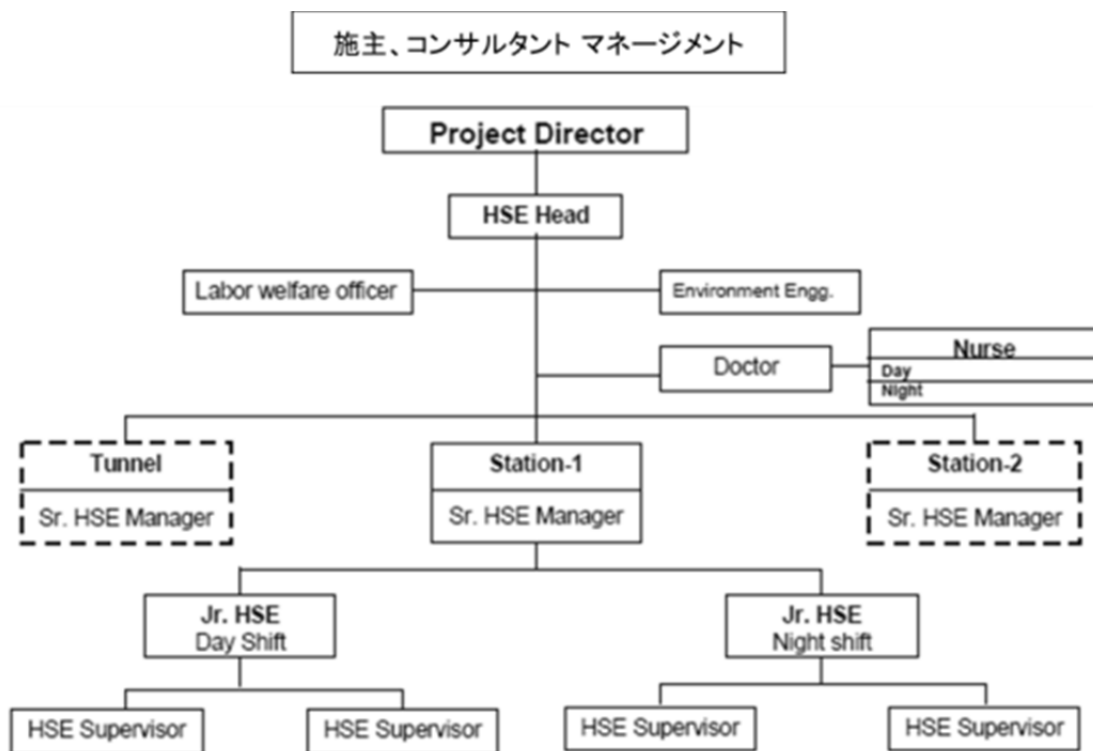 施主、コンサルタント マネージメント
Project Director
HSE Head
Labor welfare officer
Environment Engg.
Doctor
Nurse
Day
Night
Tunnel
Sr. HSE Manager
Station-1
Sr. HSE Manager
Station-2
Sr. HSE Manager
Jr. HSE
Day Shift
Jr. HSE
Night shift
HSE Supervisor
HSE Supervisor
HSE Supervisor
HSE Supervisor